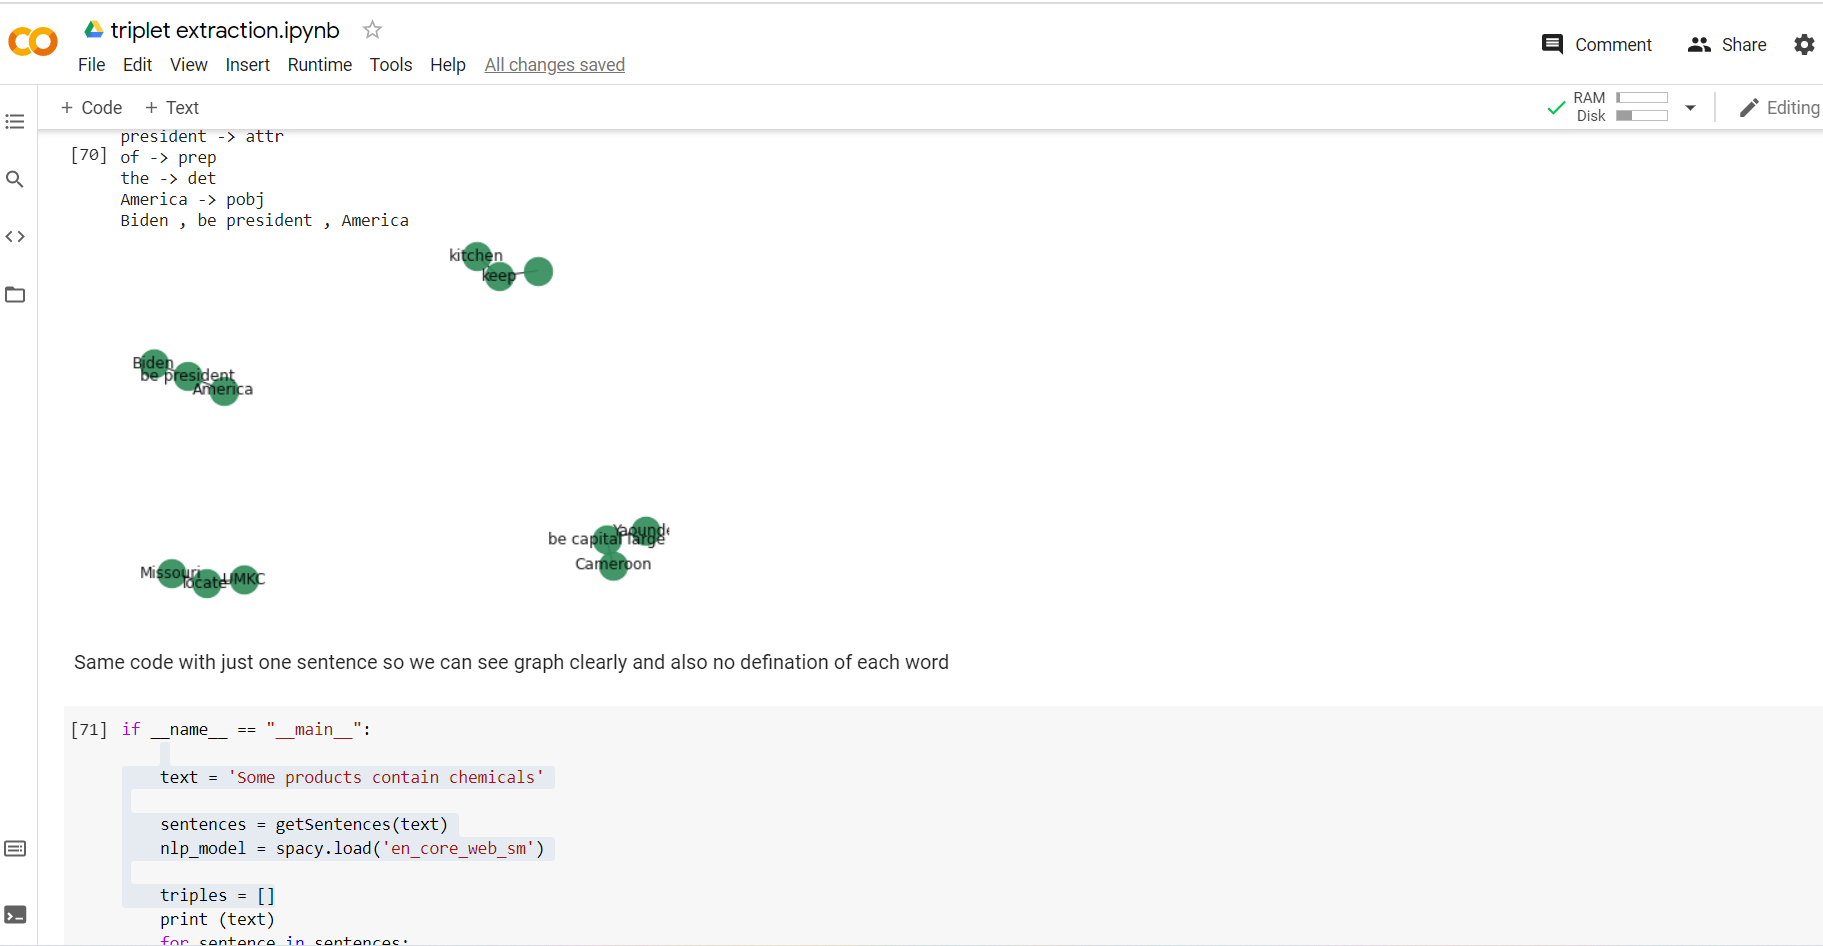 triplet extraction.ipynb
File Edit View Insert Runtime Tools Help All changes saved
Comment Share
+ Code + Text
RAM
Disk
Editing
president -> attr
[70] of -> prep
the -> det
America -> pobj
Biden , be president , America
kitchen
keep
Biden
be president
America
Yaounde
be capital large
Cameroon
Missouri
locate
UMKC
Same code with just one sentence so we can see graph clearly and also no defination of each word
[71] if __name__ == "__main__":
text = 'Some products contain chemicals'
sentences = getSentences(text)
nlp_model = spacy.load('en_core_web_sm')
triples = []
print (text)
for sentence in sentences: